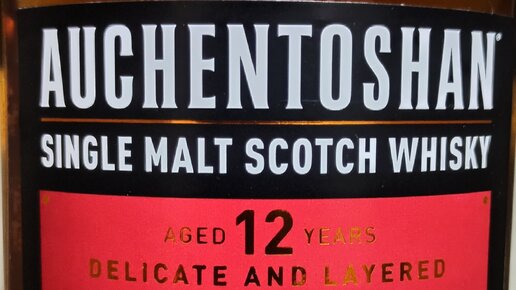 AUCHENTOSHAN®
SINGLE MALT SCOTCH WHISKY
AGED 12 YEARS
DELICATE AND LAYERED